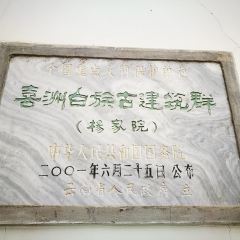 全国重点文物保护单位
喜洲白族古建筑群
(杨家院)
中华人民共和国国务院
二〇〇一年六月二十五日公布
云南省人民政府立